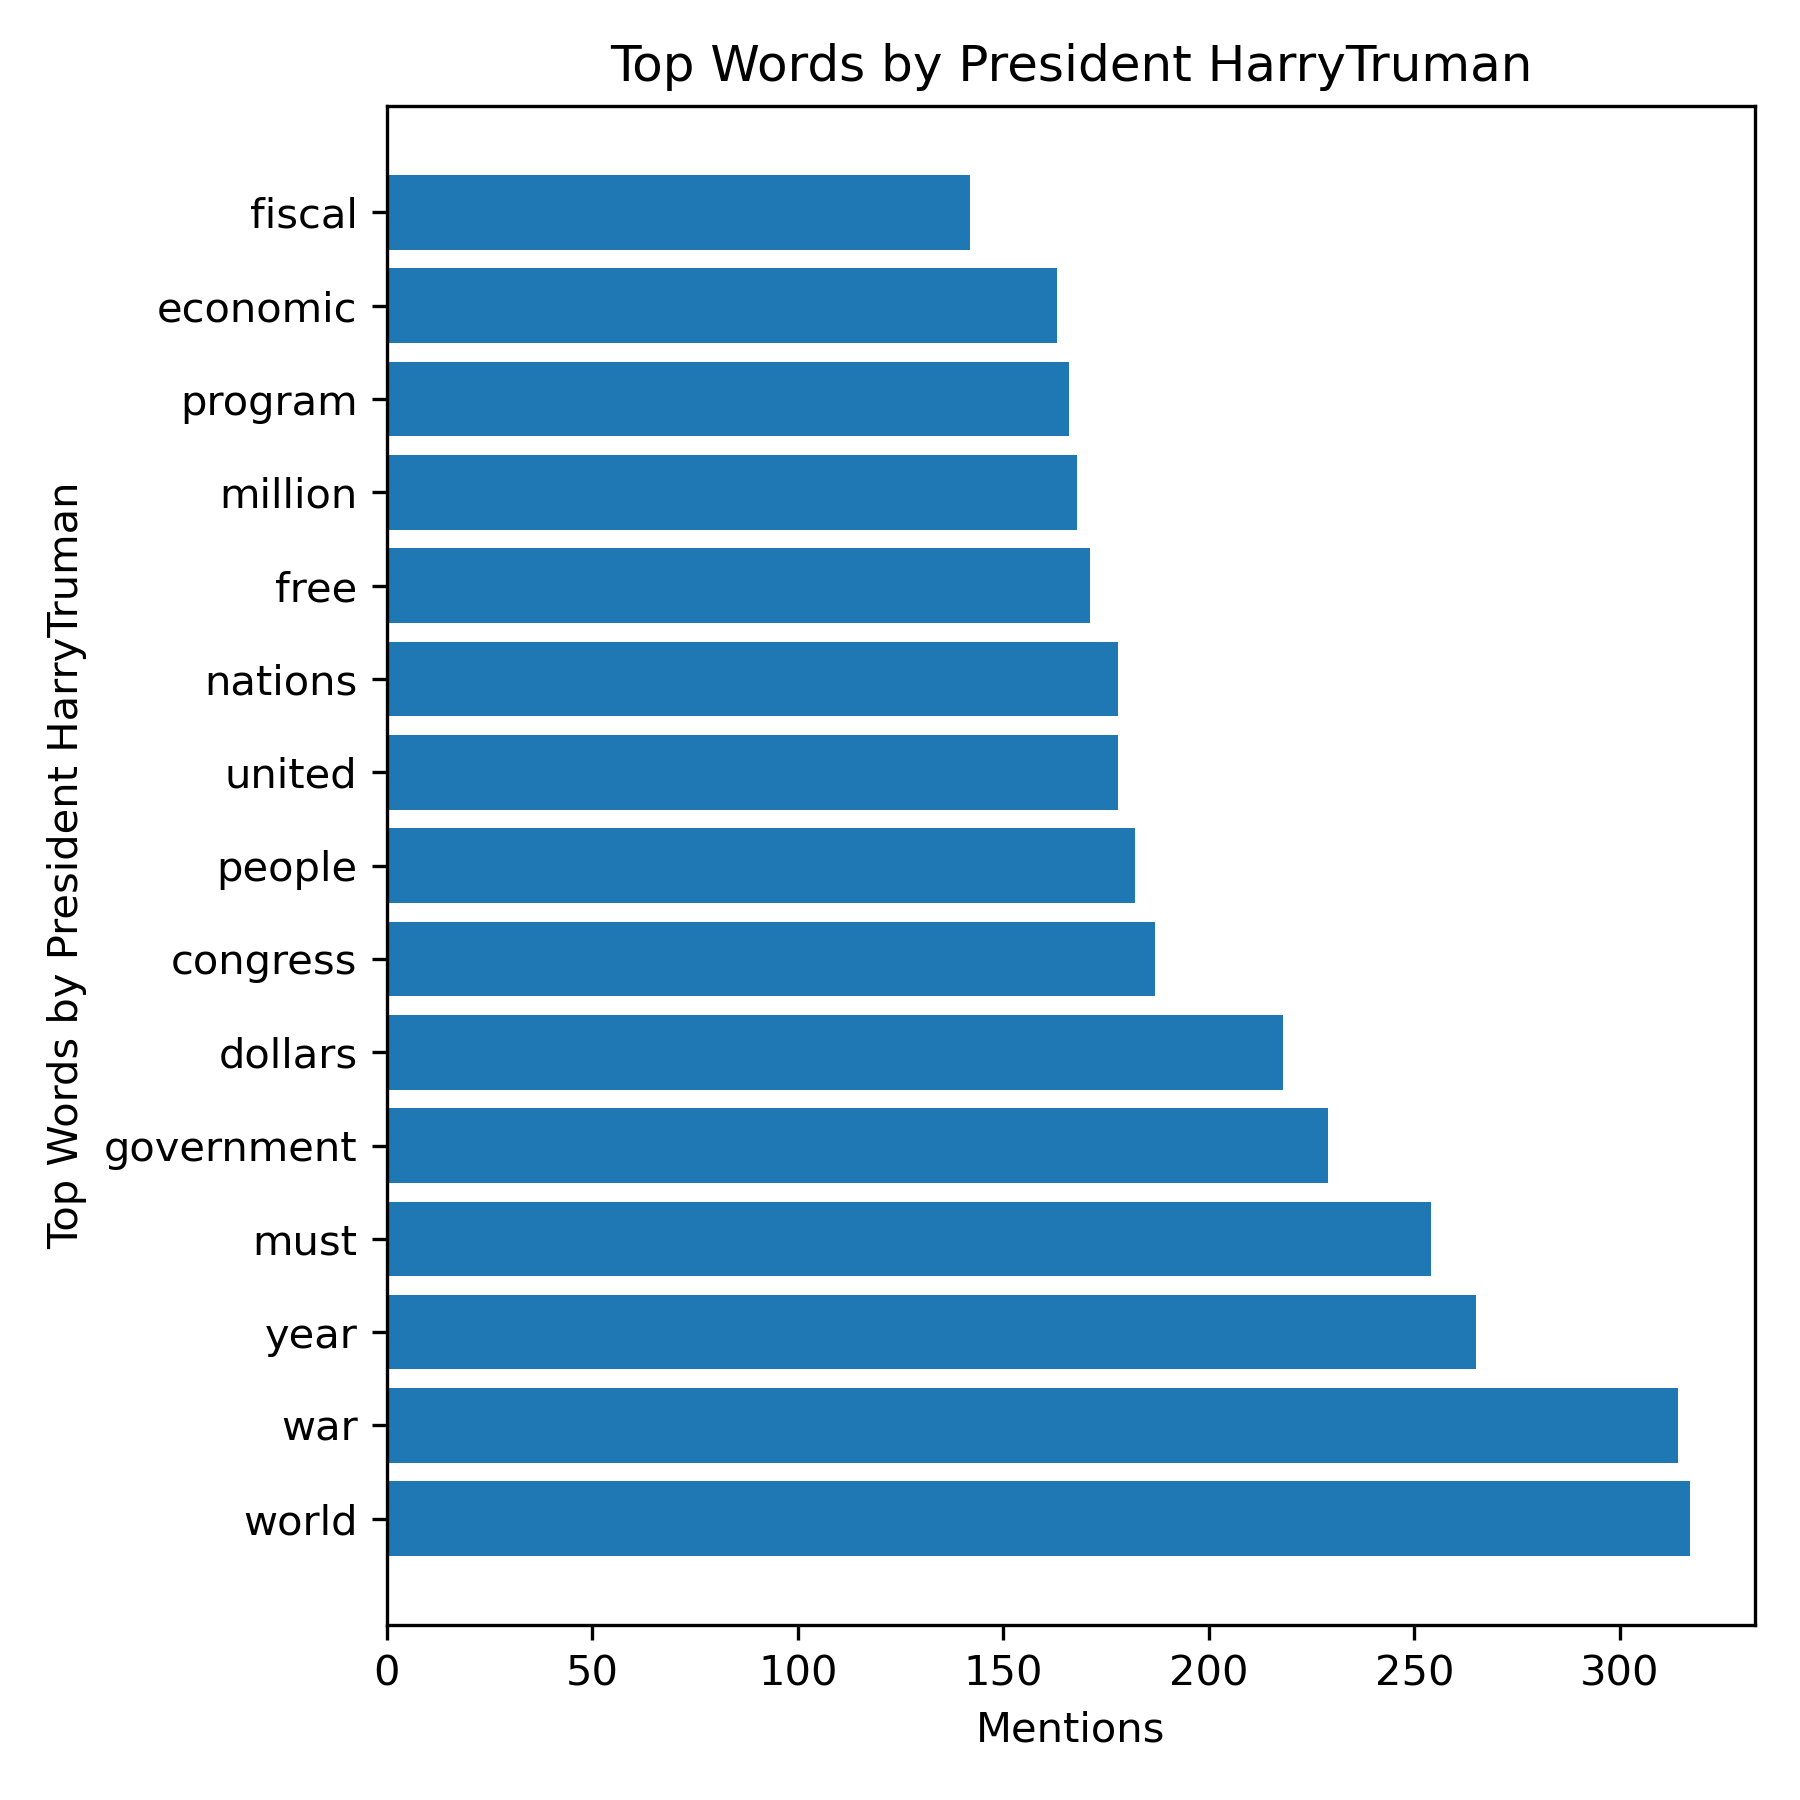 Top Words by President HarryTruman
Top Words by President HarryTruman
fiscal
economic
program
million
free
nations
united
people
congress
dollars
government
must
year
war
world
0 50 100 150 200 250 300
Mentions